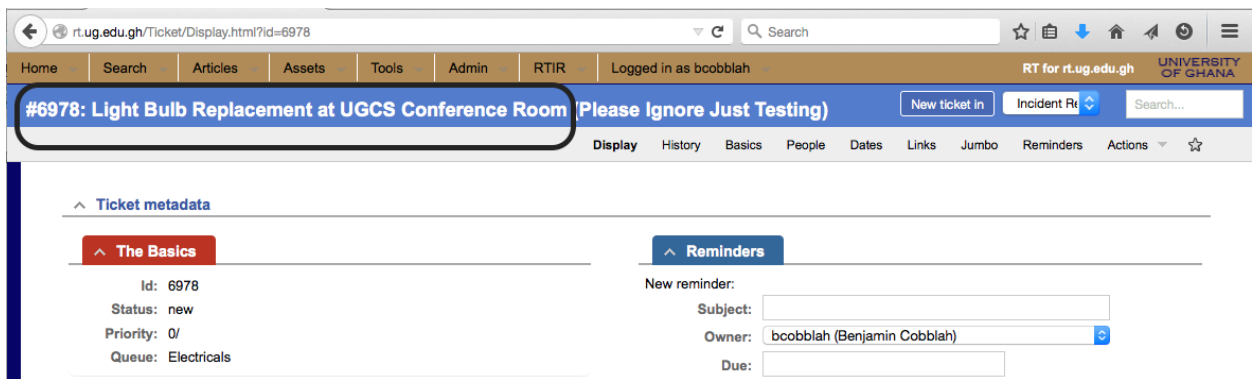 rt.ug.edu.gh/Ticket/Display.html?id=6978 Search
Home Search Articles Assets Tools Admin RTIR Logged in as bcobblah RT for rt.ug.edu.gh UNIVERSITY
OF GHANA
#6978: Light Bulb Replacement at UGCS Conference Room (Please Ignore Just Testing) New ticket in Incident Re Search...
Display History Basics People Dates Links Jumbo Reminders Actions
Ticket metadata
The Basics
Id: 6978
Status: new
Priority: 0/
Queue: Electricals
Reminders
New reminder:
Subject:
Owner: bcobblah (Benjamin Cobblah)
Due: